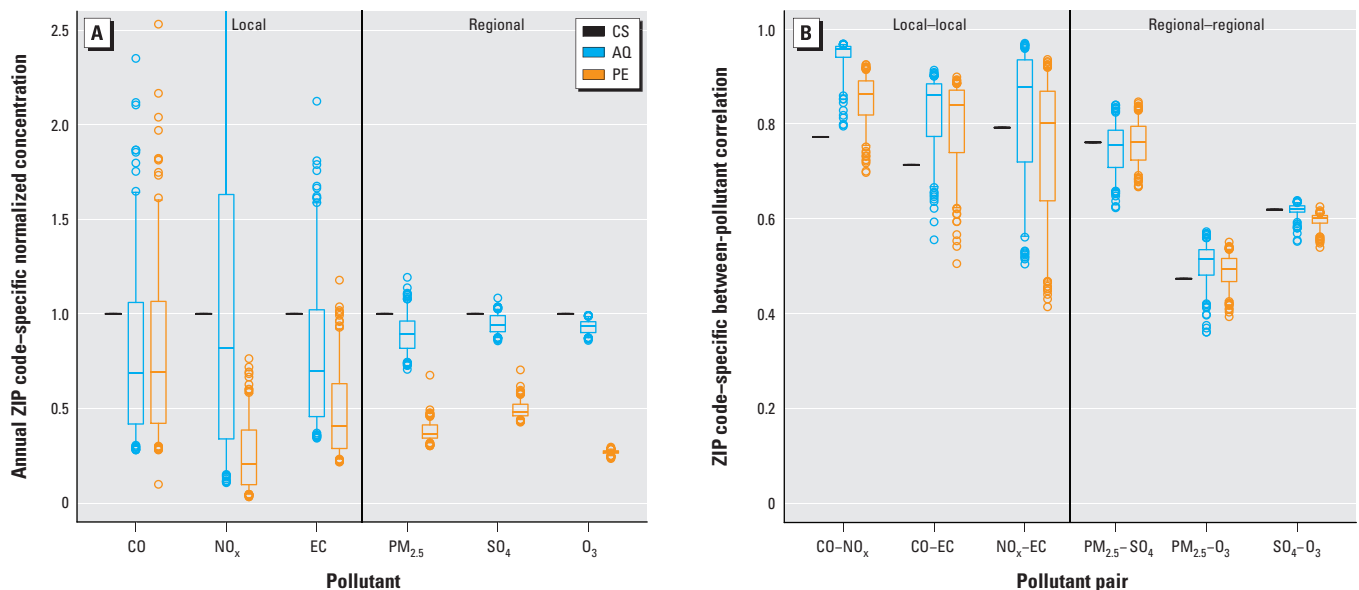 A
Local
Regional
CS
AQ
PE
Annual ZIP code–specific normalized concentration
2.5
2.0
1.5
1.0
0.5
0
CO
NOx
EC
PM2.5
SO4
O3
Pollutant
B
Local–local
Regional–regional
ZIP code–specific between-pollutant correlation
1.0
0.8
0.6
0.4
0.2
0
CO–NOx
CO–EC
NOx–EC
PM2.5–SO4
PM2.5–O3
SO4–O3
Pollutant pair